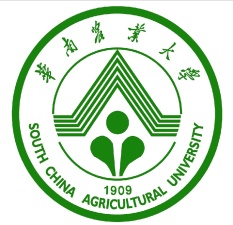 華南農業大學
1909
SOUTH CHINA AGRICULTURAL UNIVERSITY